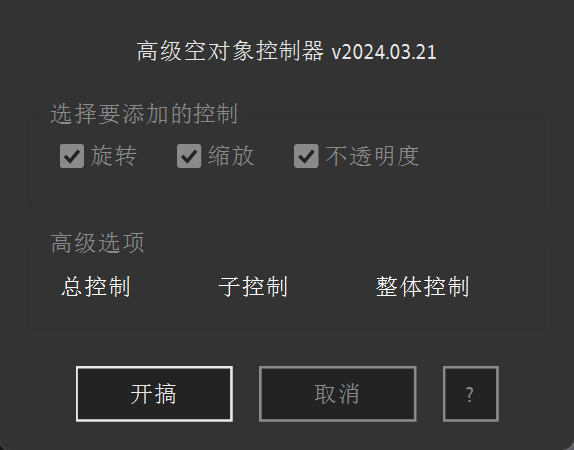 高级空对象控制器 v2024.03.21
选择要添加的控制
旋转 缩放 不透明度
高级选项
总控制 子控制 整体控制
开搞 取消 ?